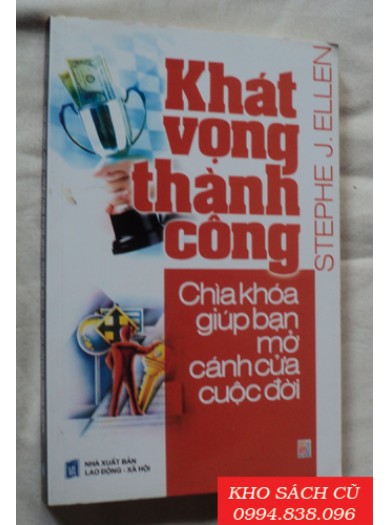 Khát
vọng
thành
công
STEPHE J. ELLEN
Chìa khóa
giúp bạn
mở
cánh cửa
cuộc đời
NHÀ XUẤT BẢN
LAO ĐỘNG - XÃ HỘI
KHO SÁCH CŨ
0994.838.096